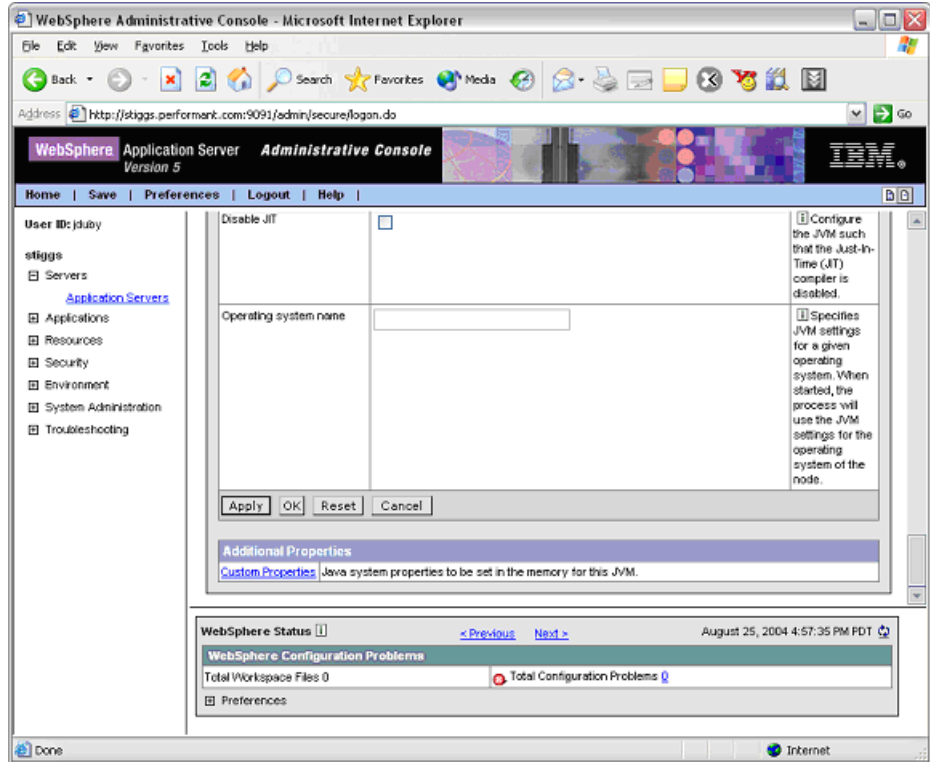 WebSphere Administrative Console - Microsoft Internet Explorer
File Edit View Favorites Tools Help
Back Search Favorites Media
Address http://stiggs.performant.com:9091/admin/secure/logon.do Go
WebSphere Application Server Administrative Console
Version 5
IBM
Home | Save | Preferences | Logout | Help |
User ID: jduby
stiggs
Servers
Application Servers
Applications
Resources
Security
Environment
System Administration
Troubleshooting
Disable JIT
Configure
the JVM such
that the Just-In-
Time (JIT)
compiler is
disabled.
Operating system name
Specifies
JVM settings
for a given
operating
system. When
started, the
process will
use the JVM
settings for the
operating
system of the
node.
Apply OK Reset Cancel
Additional Properties
Custom Properties Java system properties to be set in the memory for this JVM.
WebSphere Status < Previous Next > August 25, 2004 4:57:35 PM PDT
WebSphere Configuration Problems
Total Workspace Files 0 Total Configuration Problems 0
Preferences
Done Internet